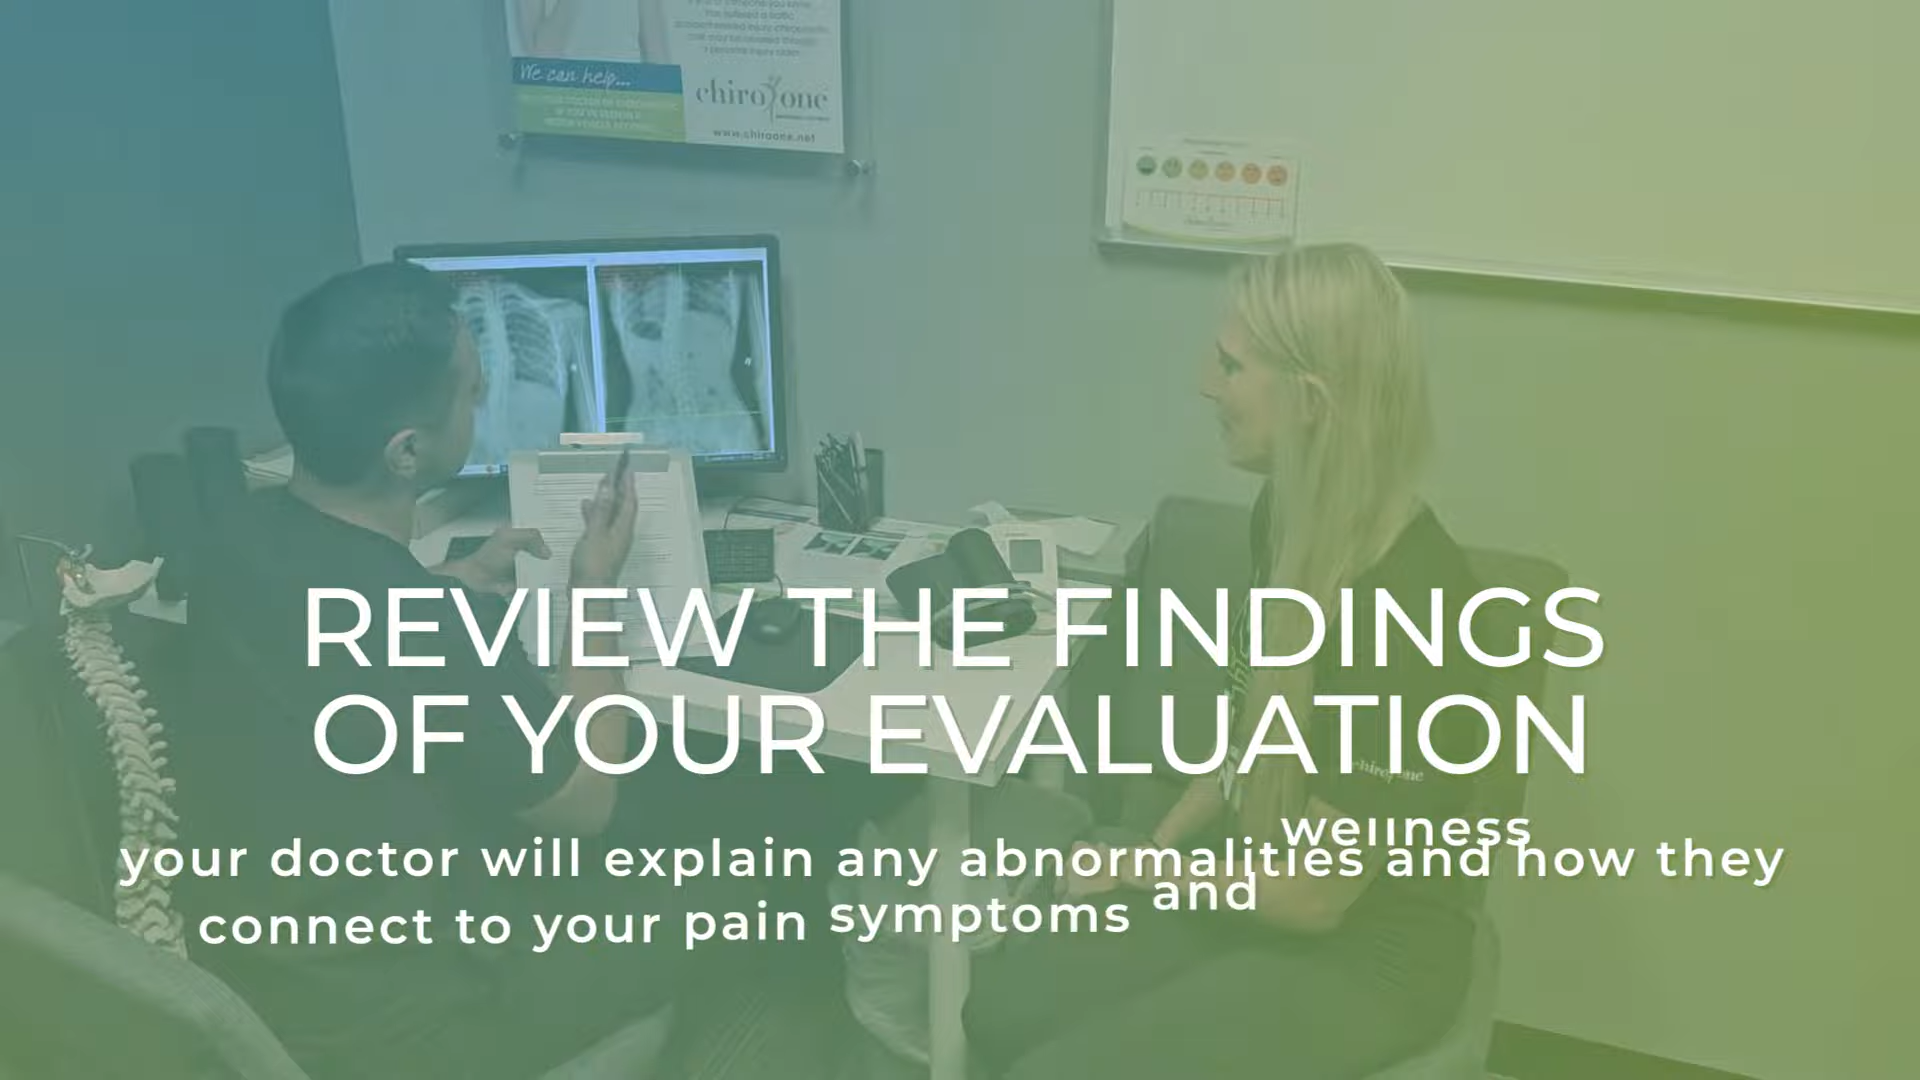 We can help...
chiro one
www.chiroone.net
REVIEW THE FINDINGS
OF YOUR EVALUATION
your doctor will explain any abnormalities and how they
connect to your pain symptoms and wellness
chiro one